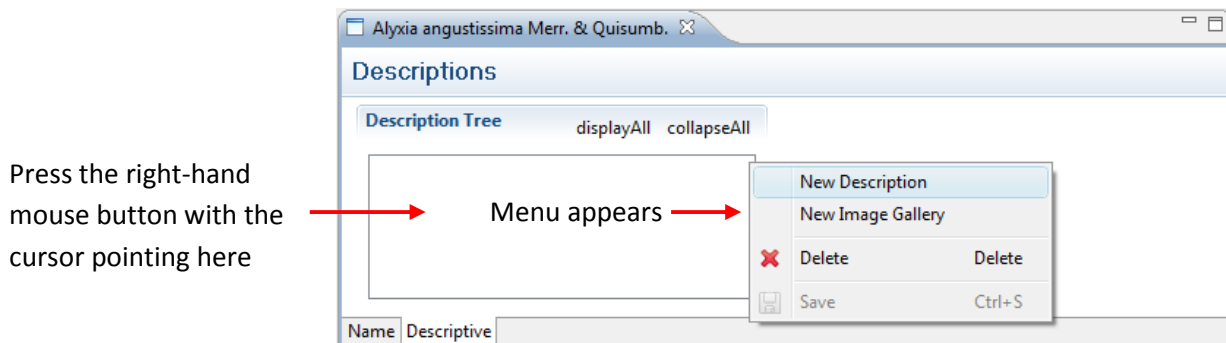 Alyxia angustissima Merr. & Quisumb.
Descriptions
Description Tree displayAll collapseAll
Press the right-hand
mouse button with the
cursor pointing here
Menu appears
New Description
New Image Gallery
Delete Delete
Save Ctrl+S
Name Descriptive